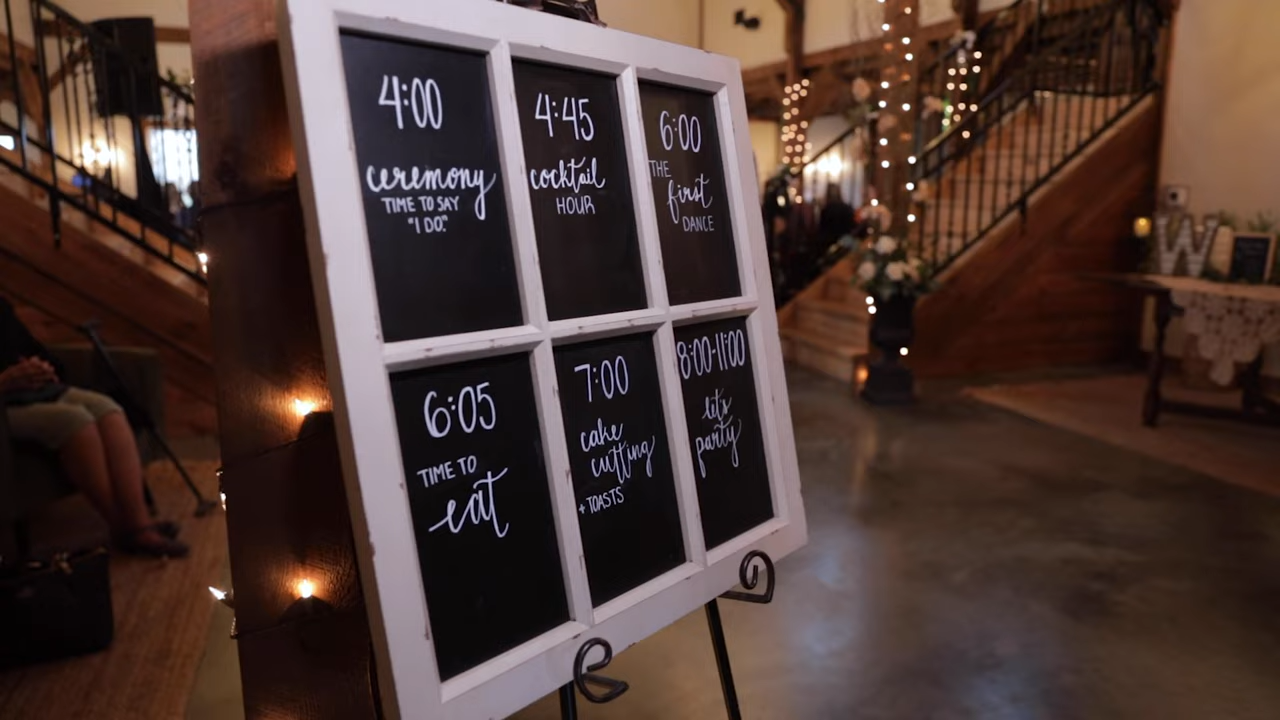 4:00
ceremony
TIME TO SAY
"I DO."
4:45
cocktail
HOUR
6:00
THE
first
DANCE
6:05
TIME TO
eat
7:00
cake
cutting
+ TOASTS
8:00-11:00
let's
party
W